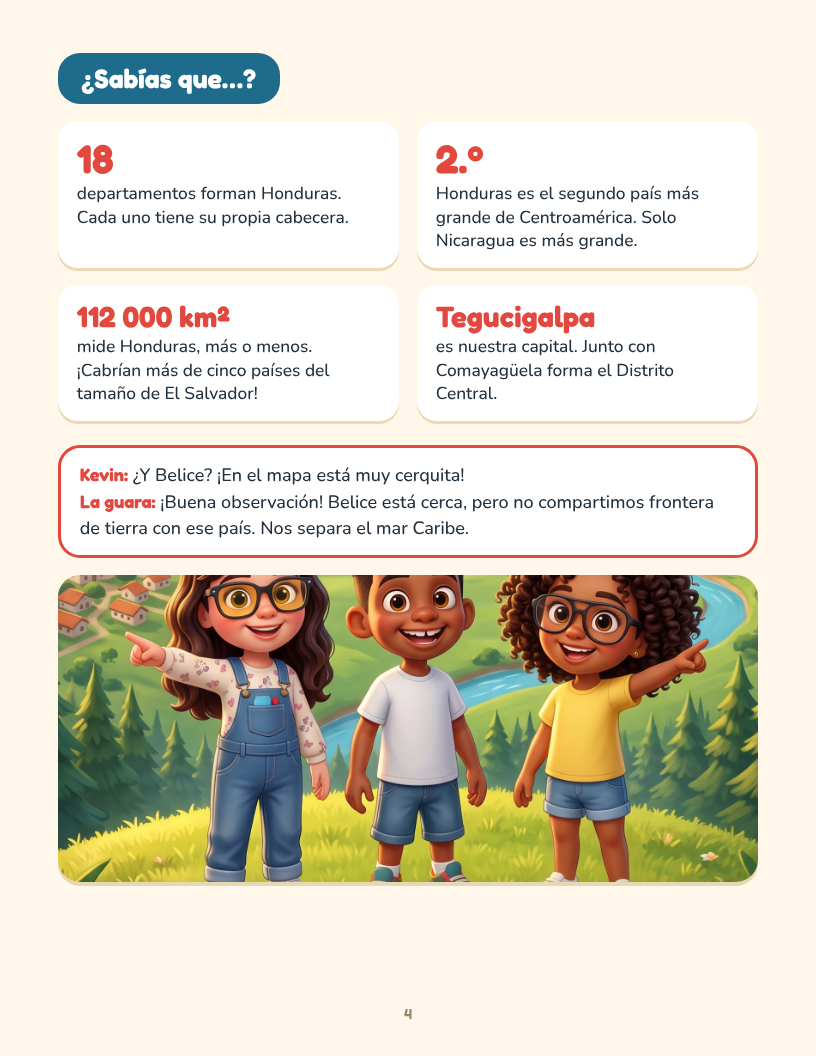 ¿Sabías que...?
18
departamentos forman Honduras.
Cada uno tiene su propia cabecera.
2.º
Honduras es el segundo país más
grande de Centroamérica. Solo
Nicaragua es más grande.
112 000 km²
mide Honduras, más o menos.
¡Cabrían más de cinco países del
tamaño de El Salvador!
Tegucigalpa
es nuestra capital. Junto con
Comayagüela forma el Distrito
Central.
Kevin: ¿Y Belice? ¡En el mapa está muy cerquita!
La guara: ¡Buena observación! Belice está cerca, pero no compartimos frontera
de tierra con ese país. Nos separa el mar Caribe.
4